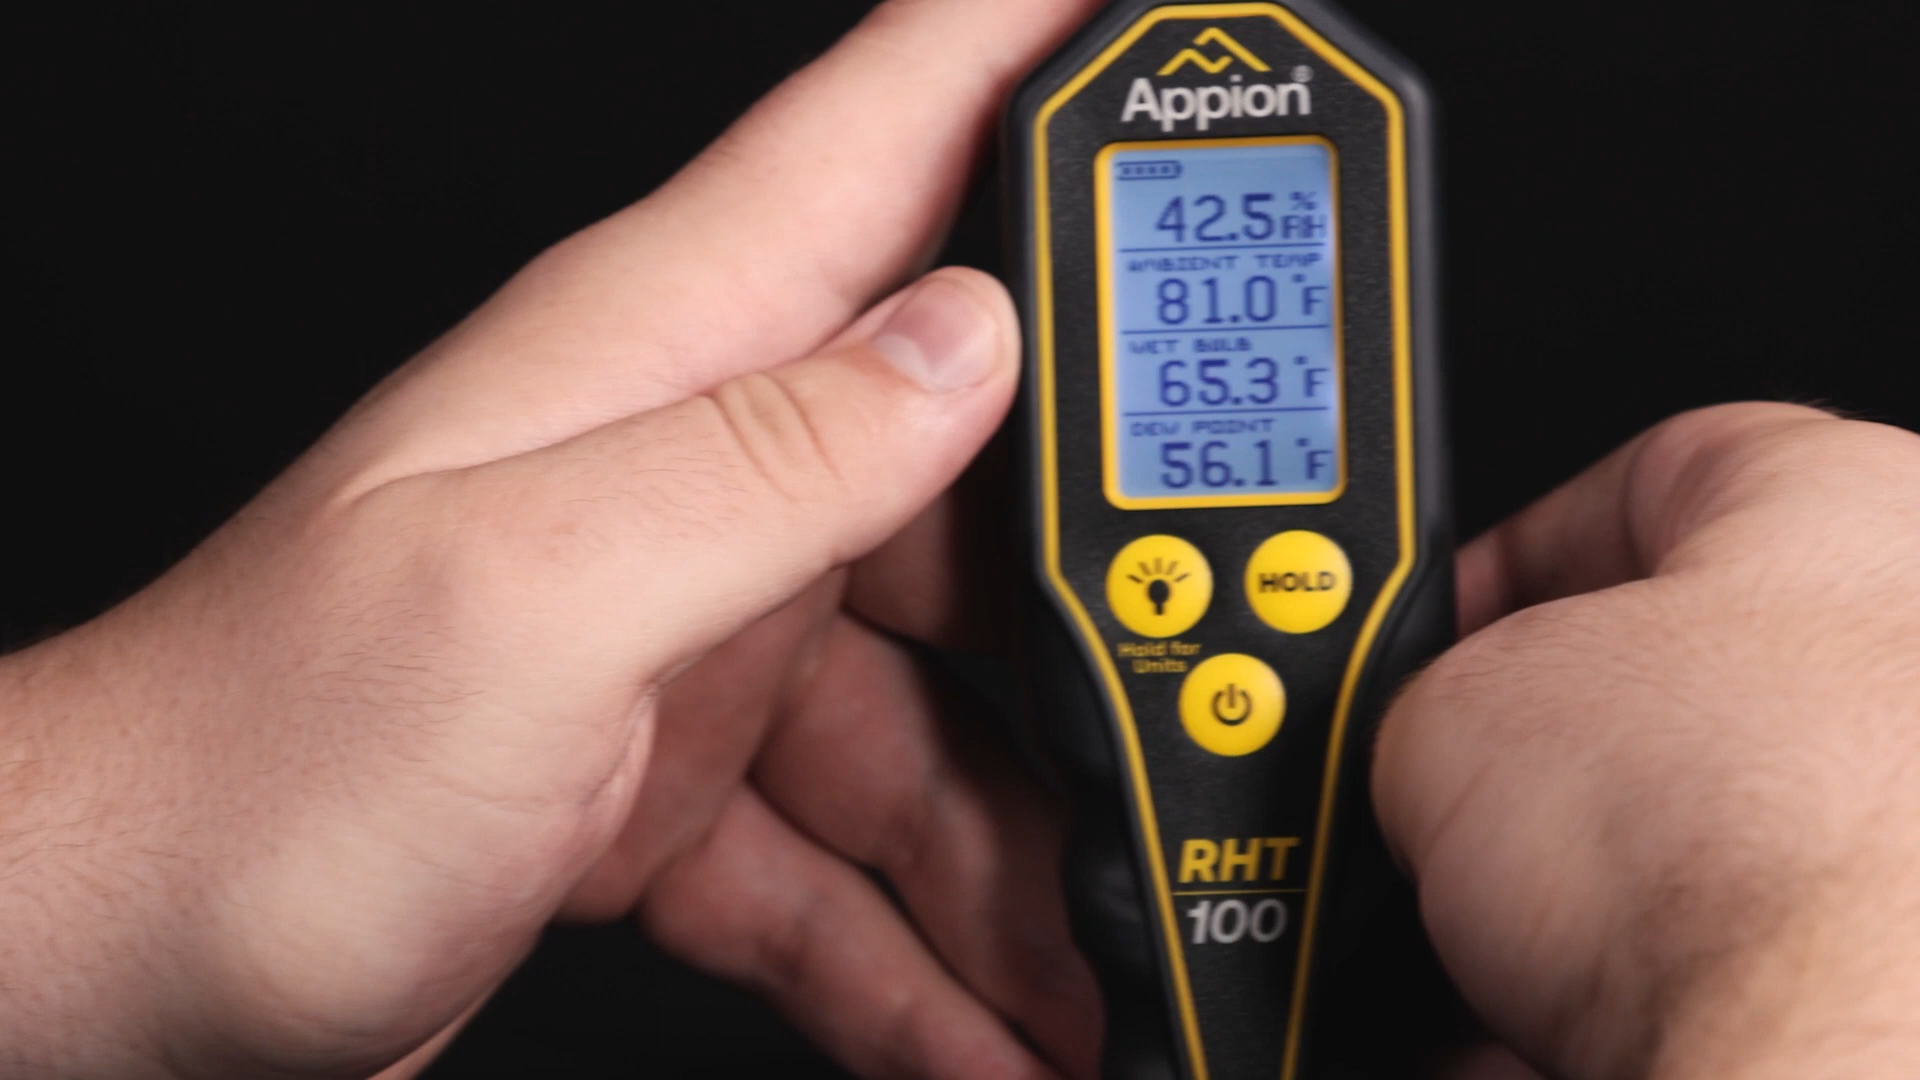 Appion®
42.5 % RH
AMBIENT TEMP
81.0 °F
WET BULB
65.3 °F
DEW POINT
56.1 °F
HOLD
Hold for
Units
RHT
100